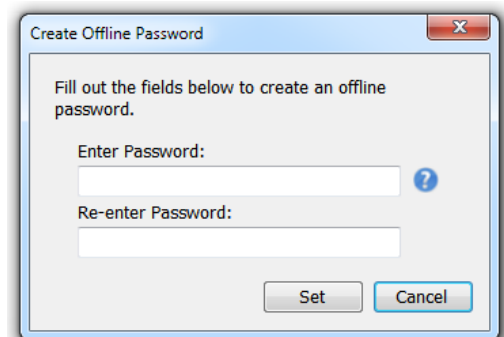 Create Offline Password
X
Fill out the fields below to create an offline
password.
Enter Password:
?
Re-enter Password:
Set Cancel